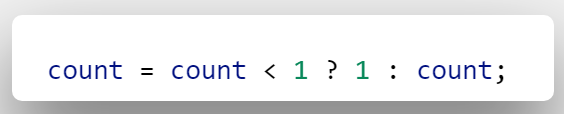 count = count < 1 ? 1 : count;